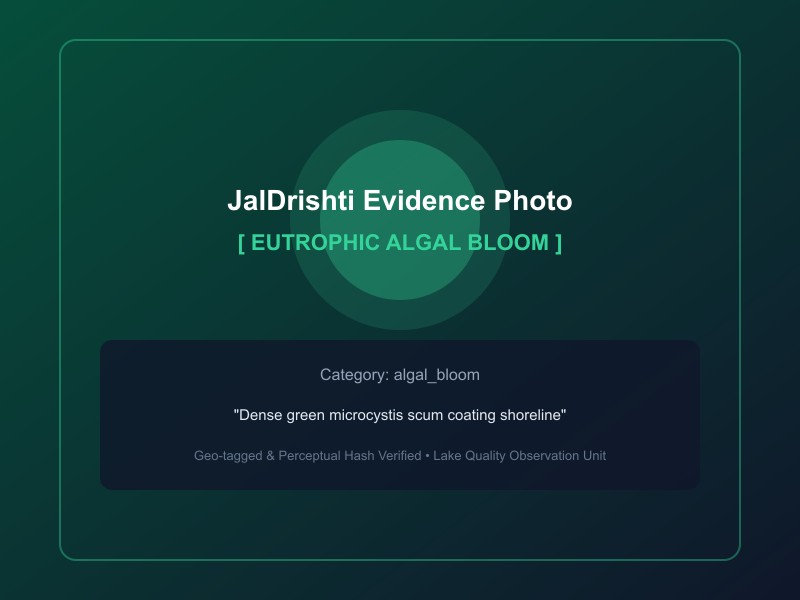 JalDrishti Evidence Photo
[ EUTROPHIC ALGAL BLOOM ]
Category: algal_bloom
"Dense green microcystis scum coating shoreline"
Geo-tagged & Perceptual Hash Verified • Lake Quality Observation Unit